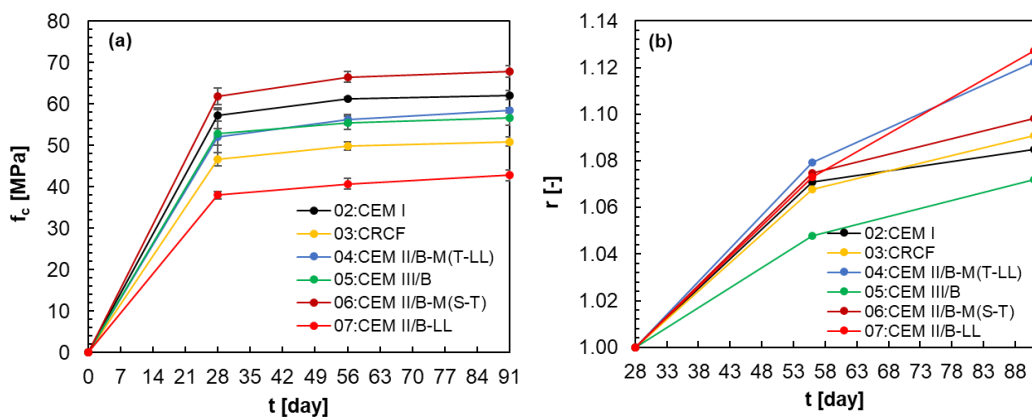 (a)
f_c [MPa]
80
70
60
50
40
30
20
10
0
02:CEM I
03:CRCF
04:CEM II/B-M(T-LL)
05:CEM III/B
06:CEM II/B-M(S-T)
07:CEM II/B-LL
0 7 14 21 28 35 42 49 56 63 70 77 84 91
t [day]
(b)
r [-]
1.14
1.12
1.10
1.08
1.06
1.04
1.02
1.00
02:CEM I
03:CRCF
04:CEM II/B-M(T-LL)
05:CEM III/B
06:CEM II/B-M(S-T)
07:CEM II/B-LL
28 33 38 43 48 53 58 63 68 73 78 83 88
t [day]